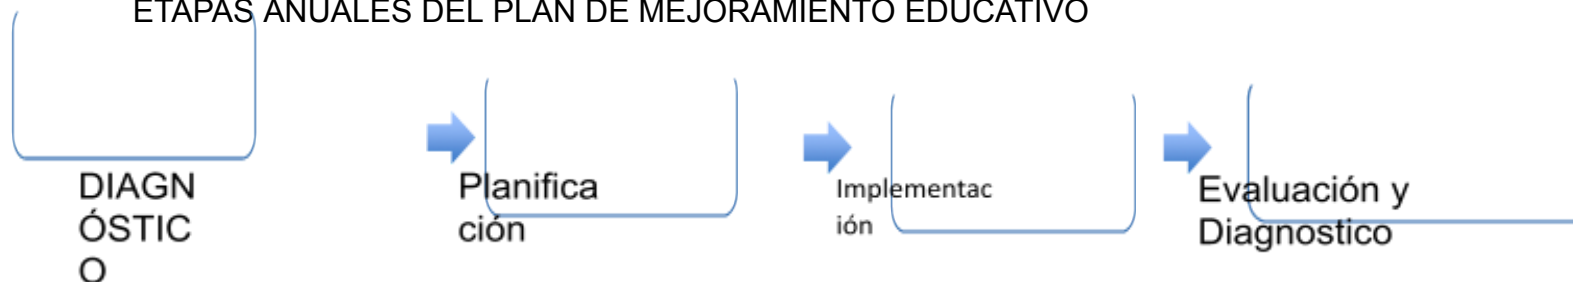 ETAPAS ANUALES DEL PLAN DE MEJORAMIENTO EDUCATIVO
DIAGN
ÓSTIC
O
Planifica
ción
Implementac
ión
Evaluación y
Diagnostico